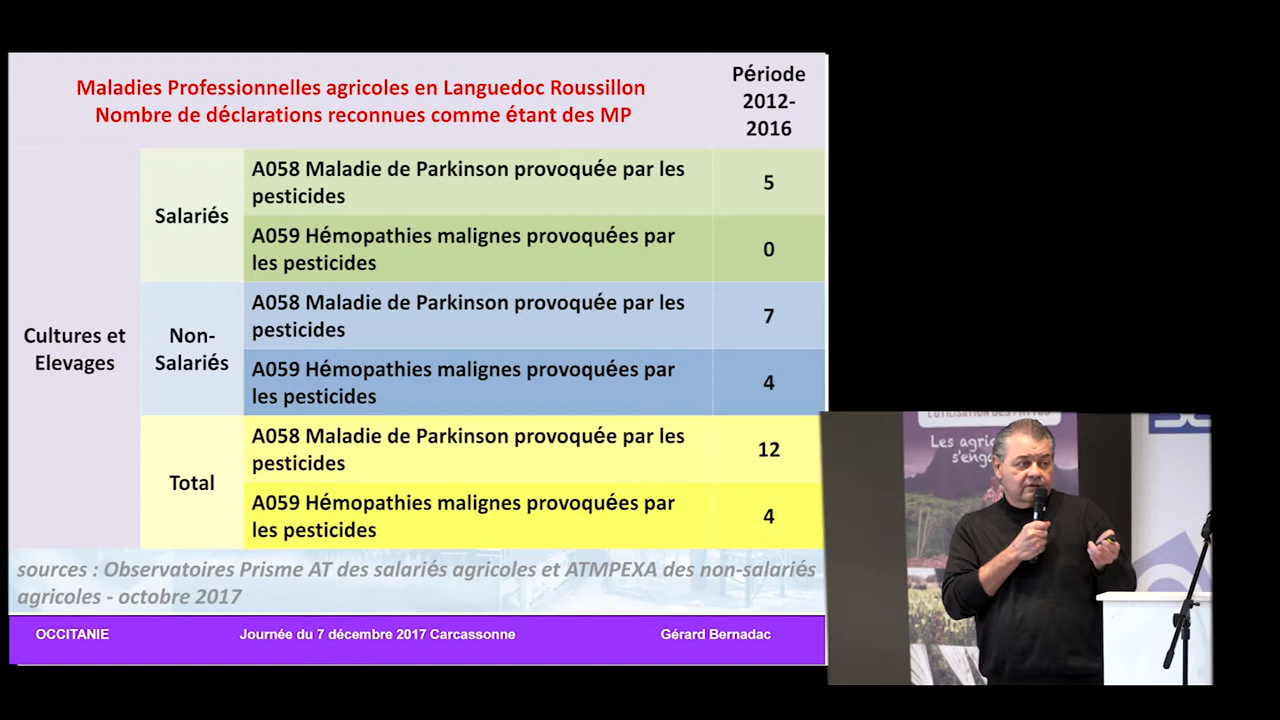 Maladies Professionnelles agricoles en Languedoc Roussillon
Nombre de déclarations reconnues comme étant des MP
Période
2012-
2016
Cultures et
Elevages
Salariés
A058 Maladie de Parkinson provoquée par les
pesticides
5
A059 Hémopathies malignes provoquées par
les pesticides
0
Non-
Salariés
A058 Maladie de Parkinson provoquée par les
pesticides
7
A059 Hémopathies malignes provoquées par
les pesticides
4
Total
A058 Maladie de Parkinson provoquée par les
pesticides
12
A059 Hémopathies malignes provoquées par
les pesticides
4
sources : Observatoires Prisme AT des salariés agricoles et ATMPEXA des non-salariés
agricoles - octobre 2017
OCCITANIE Journée du 7 décembre 2017 Carcassonne Gérard Bernadac
Les